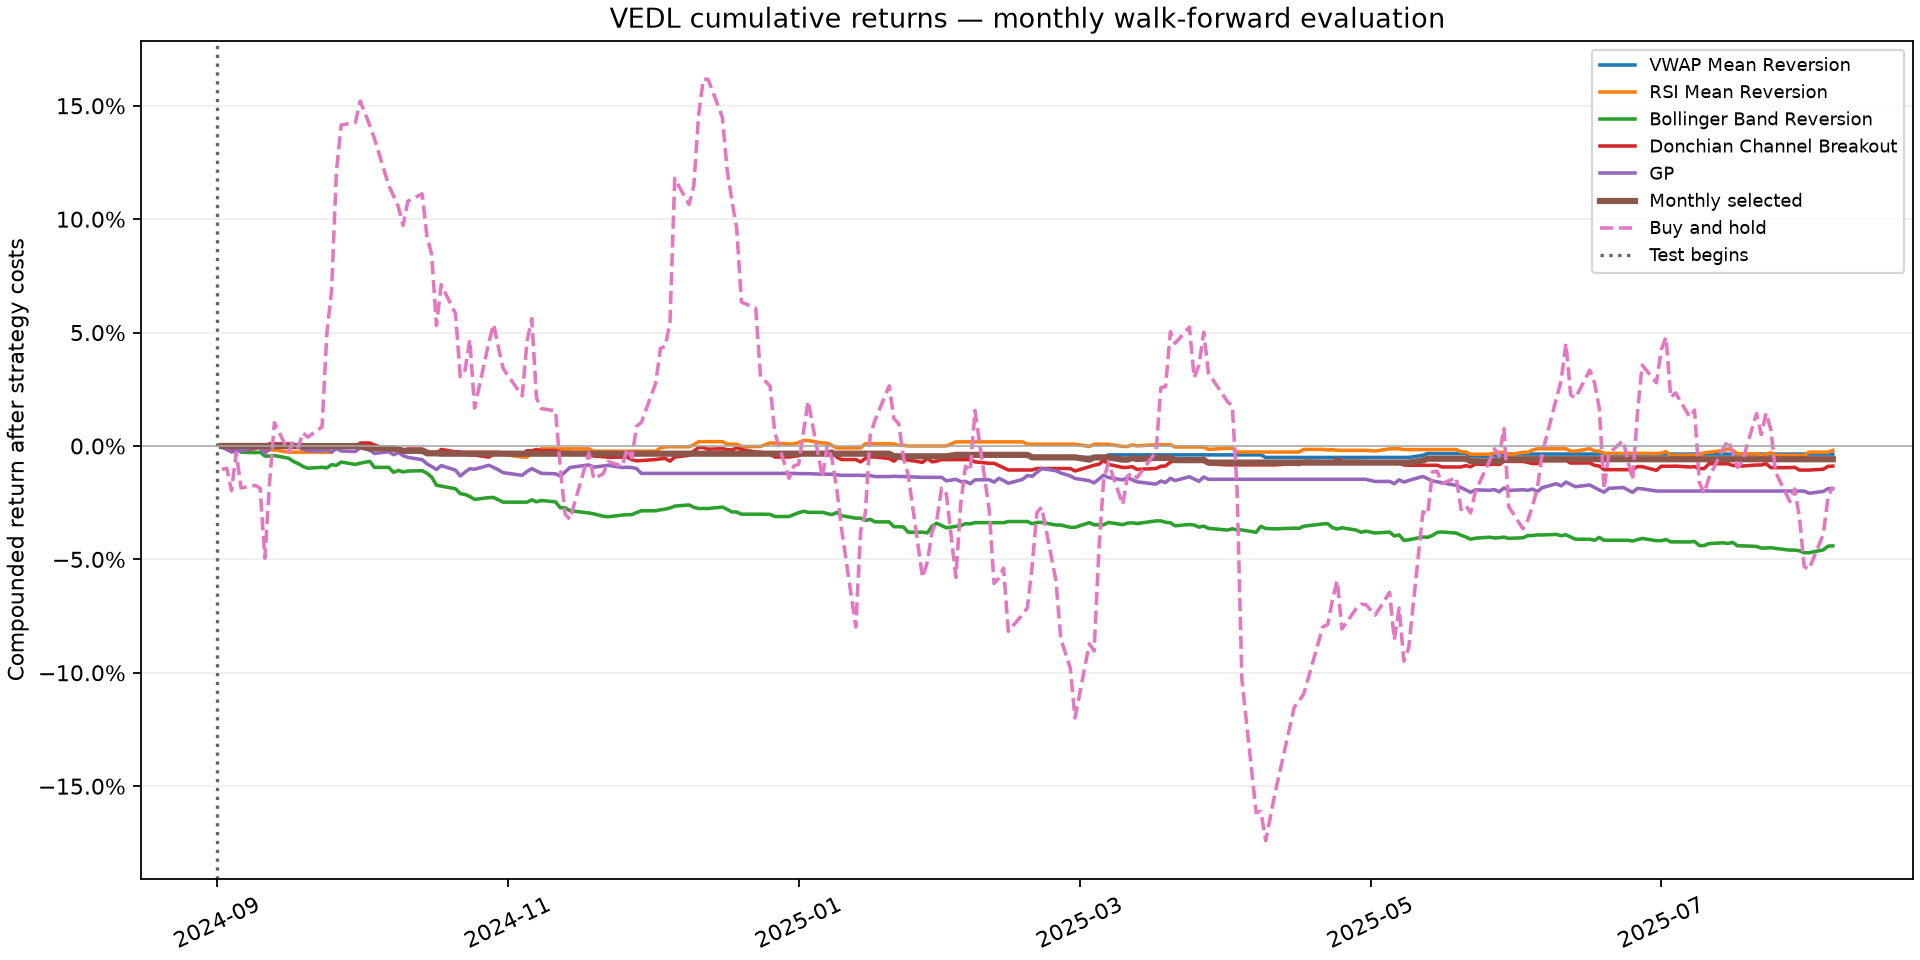 VEDL cumulative returns — monthly walk-forward evaluation
Compounded return after strategy costs
15.0%
10.0%
5.0%
0.0%
−5.0%
−10.0%
−15.0%
VWAP Mean Reversion
RSI Mean Reversion
Bollinger Band Reversion
Donchian Channel Breakout
GP
Monthly selected
Buy and hold
Test begins
2024-09
2024-11
2025-01
2025-03
2025-05
2025-07